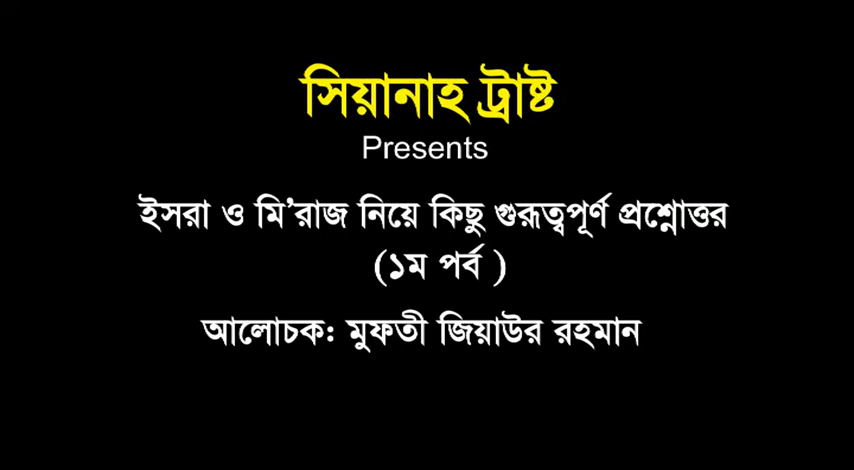 সিয়ানাহ ট্রাষ্ট
Presents
ইসরা ও মি’রাজ নিয়ে কিছু গুরূত্বপূর্ণ প্রশ্নোত্তর
(১ম পর্ব )
আলোচক: মুফতী জিয়াউর রহমান